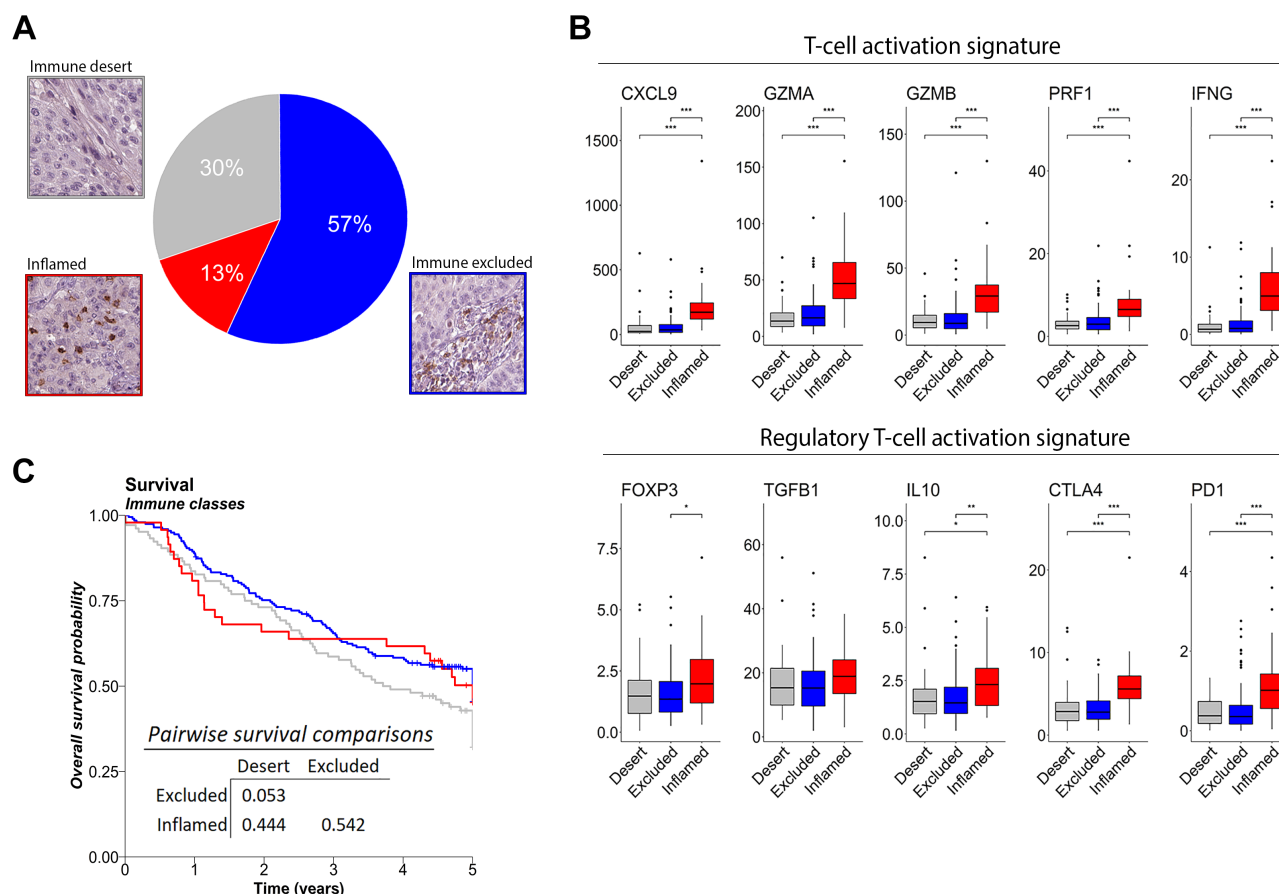 A
Immune desert
30%
57%
13%
Inflamed
Immune excluded
B
T-cell activation signature
CXCL9
GZMA
GZMB
PRF1
IFNG
***
***
***
***
***
***
***
***
***
***
1500
1000
500
0
200
150
100
50
0
150
100
50
0
40
20
0
20
10
0
Desert
Excluded
Inflamed
Desert
Excluded
Inflamed
Desert
Excluded
Inflamed
Desert
Excluded
Inflamed
Desert
Excluded
Inflamed
Regulatory T-cell activation signature
FOXP3
TGFB1
IL10
CTLA4
PD1
*
**
*
***
***
***
***
7.5
5.0
2.5
0.0
60
40
20
0
10.0
7.5
5.0
2.5
0.0
20
10
0
4
2
0
Desert
Excluded
Inflamed
Desert
Excluded
Inflamed
Desert
Excluded
Inflamed
Desert
Excluded
Inflamed
Desert
Excluded
Inflamed
C
Survival
Immune classes
Overall survival probability
1.00
0.75
0.50
0.25
0.00
Pairwise survival comparisons
Desert Excluded
Excluded 0.053
Inflamed 0.444 0.542
0 1 2 3 4 5
Time (years)